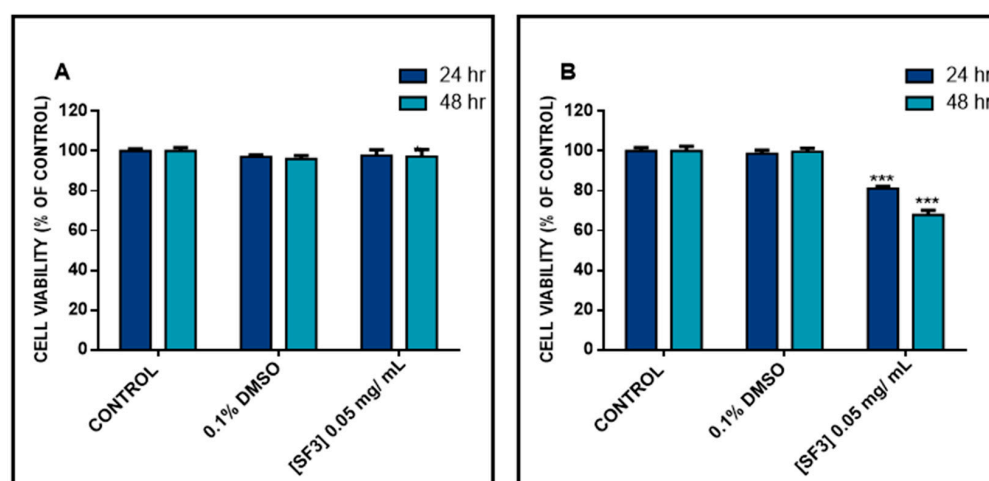 A
24 hr
48 hr
CELL VIABILITY (% OF CONTROL)
120
100
80
60
40
20
0
CONTROL
0.1% DMSO
[SF3] 0.05 mg/ mL
B
24 hr
48 hr
CELL VIABILITY (% OF CONTROL)
120
100
80
60
40
20
0
***
***
CONTROL
0.1% DMSO
[SF3] 0.05 mg/ mL